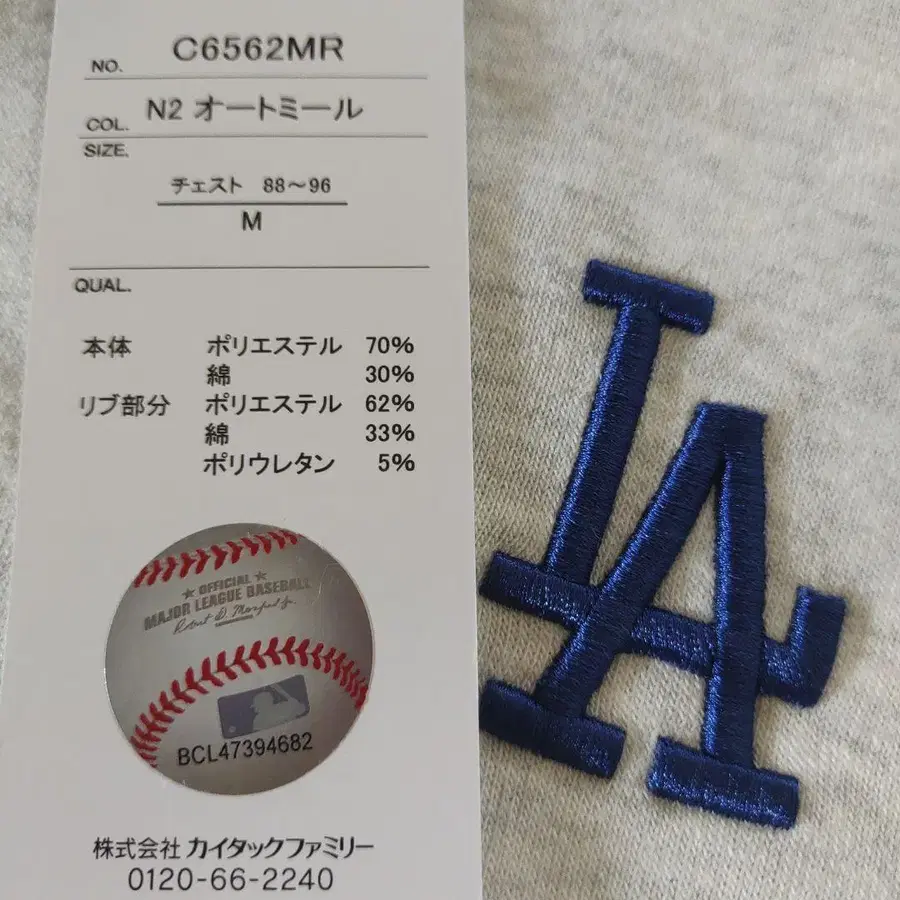 NO. C6562MR
COL. N2 オートミール
SIZE.
チェスト 88～96
M
QUAL.
本体 ポリエステル 70%
綿 30%
リブ部分 ポリエステル 62%
綿 33%
ポリウレタン 5%
★ OFFICIAL ★
MAJOR LEAGUE BASEBALL
BCL47394682
株式会社 カイタックファミリー
0120-66-2240
LA